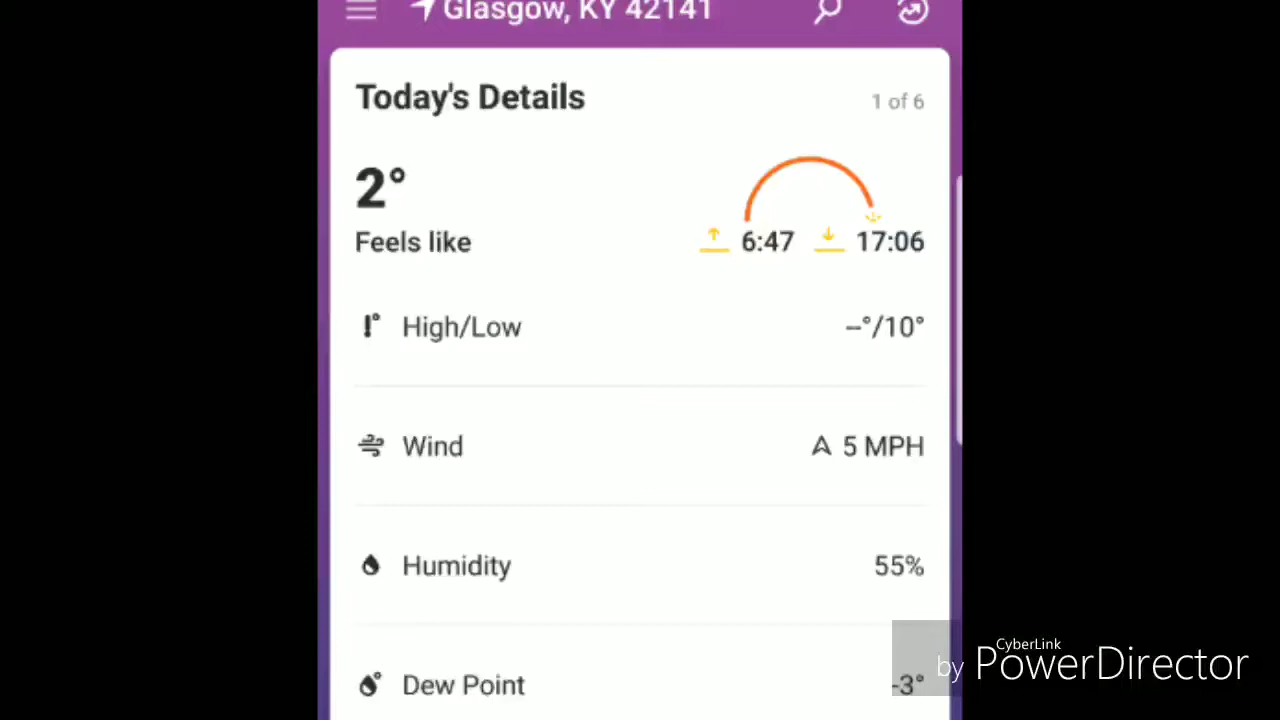 Glasgow, KY 42141
Today's Details
1 of 6
2°
Feels like
6:47
17:06
High/Low
--°/10°
Wind
5 MPH
Humidity
55%
Dew Point
-3°
CyberLink
by PowerDirector